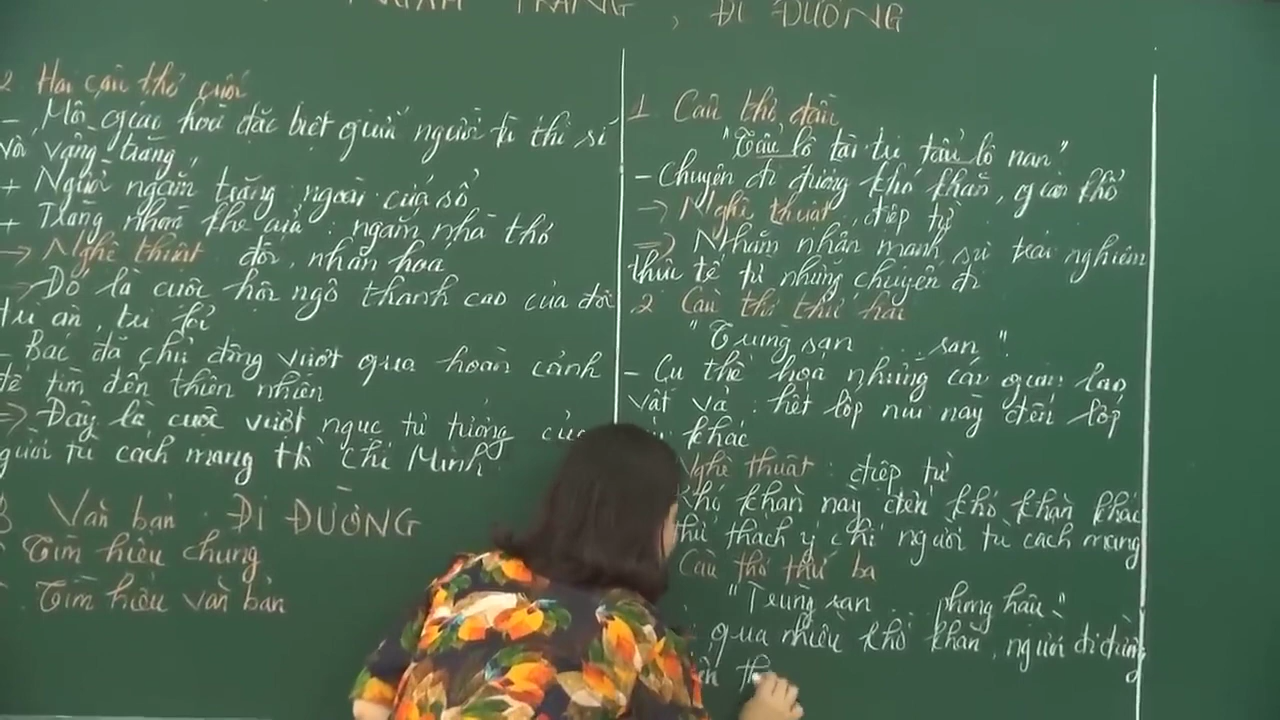 NGẮM TRĂNG, ĐI ĐƯỜNG
2 Hai câu thơ cuối
- Mối giao hoà đặc biệt giữa người tù thi sĩ
với vầng trăng
+ Người ngắm trăng ngoài cửa sổ
+ Trăng nhòm khe cửa : ngắm nhà thơ
→ Nghệ thuật : đối, nhân hoá
→ Đó là cuộc hội ngộ thanh cao của đôi
tri ân, tri kỉ
- Bác đã chủ động vượt qua hoàn cảnh
để tìm đến thiên nhiên
=> Đây là cuộc vượt ngục tư tưởng của
người tù cách mạng Hồ Chí Minh
B Văn bản : ĐI ĐƯỜNG
Tìm hiểu chung
Tìm hiểu văn bản
1 Câu thơ đầu
"Tẩu lộ tài tri tẩu lộ nan"
- Chuyện đi đường khó khăn, gian khổ
→ Nghệ thuật : điệp từ
=> Nhằm nhấn mạnh sự trải nghiệm
thực tế từ những chuyến đi
2 Câu thơ thứ hai
"Trùng san ... san"
- Cụ thể hoá những cái gian lao
vất vả : hết lớp núi này đến lớp
khác
Nghệ thuật : điệp từ
Khó khăn này đến khó khăn khác
thử thách ý chí người tù cách mạng
Câu thơ thứ ba
"Trùng san ... phong hậu"
qua nhiều khó khăn, người đi đường